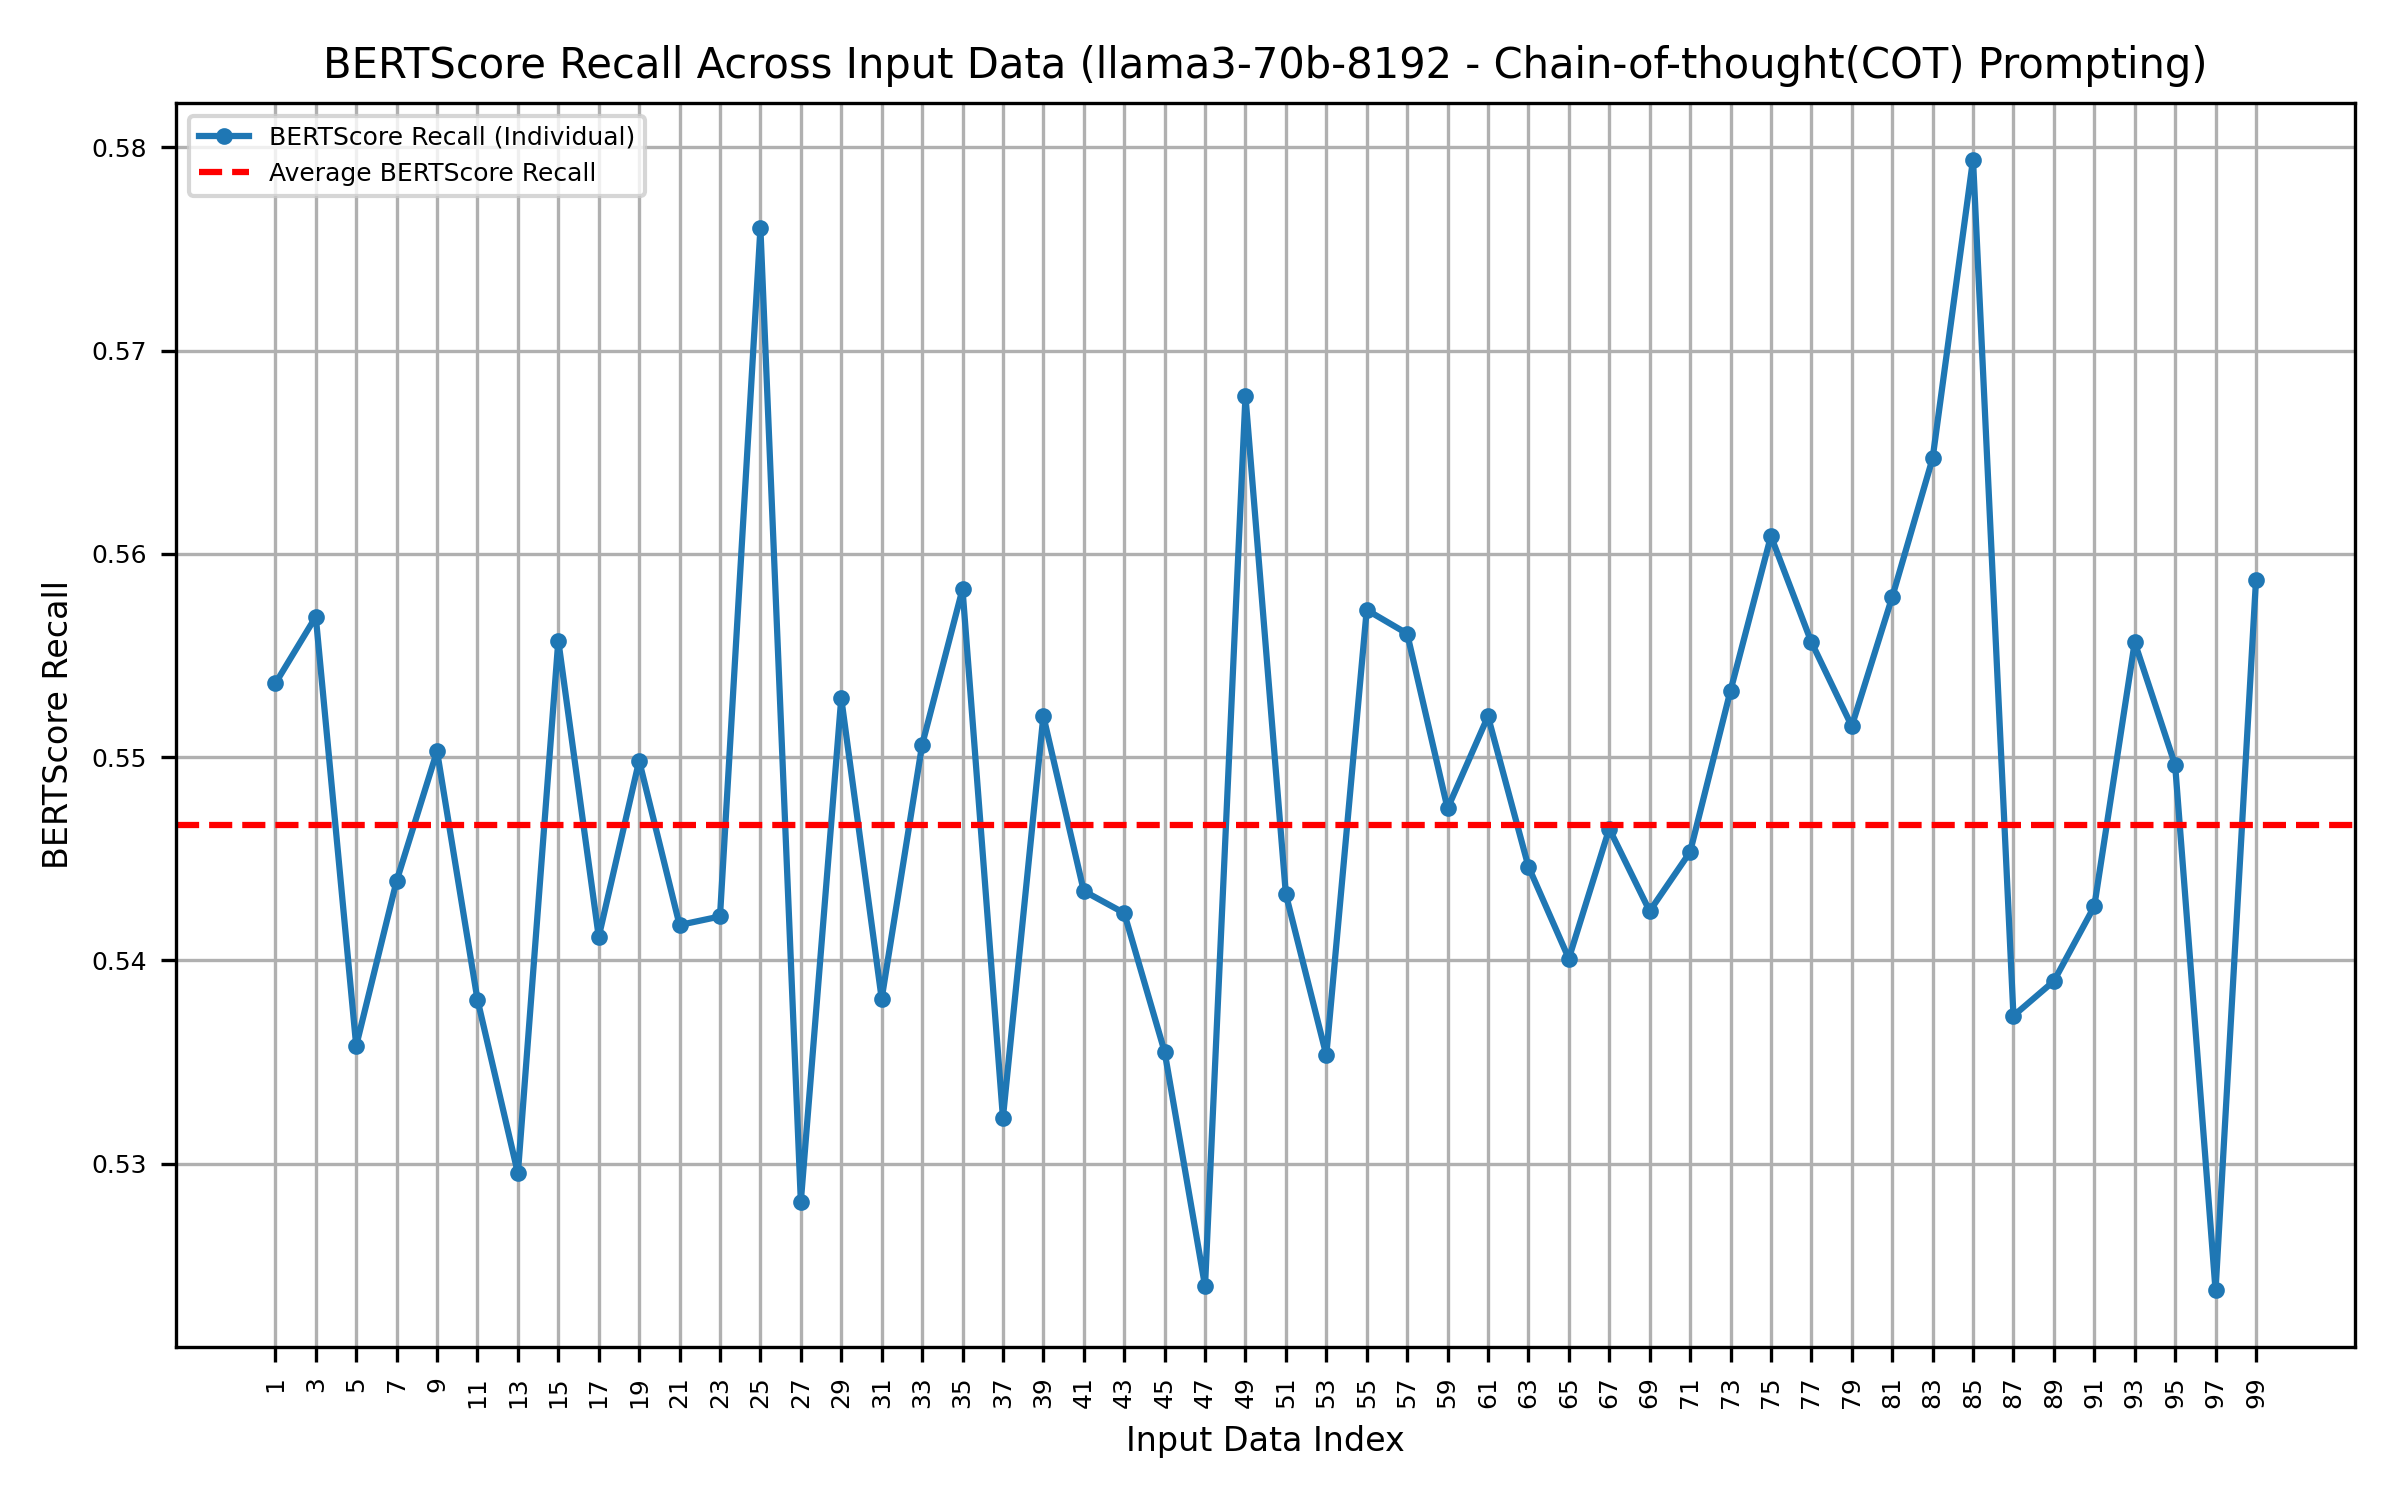 BERTScore Recall Across Input Data (llama3-70b-8192 - Chain-of-thought(COT) Prompting)
BERTScore Recall (Individual)
Average BERTScore Recall
0.58
0.57
0.56
0.55
0.54
0.53
BERTScore Recall
1 3 5 7 9 11 13 15 17 19 21 23 25 27 29 31 33 35 37 39 41 43 45 47 49 51 53 55 57 59 61 63 65 67 69 71 73 75 77 79 81 83 85 87 89 91 93 95 97 99
Input Data Index